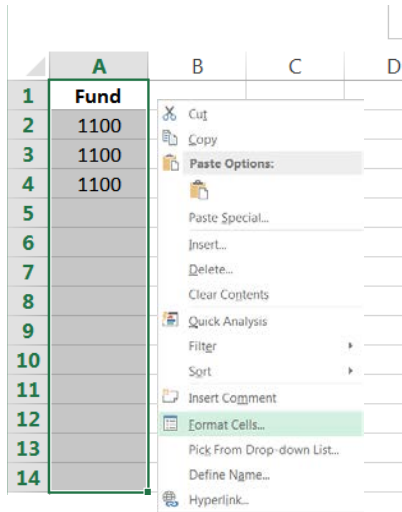 A B C D
1 Fund
2 1100
3 1100
4 1100
5
6
7
8
9
10
11
12
13
14
Cut
Copy
Paste Options:
Paste Special...
Insert...
Delete...
Clear Contents
Quick Analysis
Filter
Sort
Insert Comment
Format Cells...
Pick From Drop-down List...
Define Name...
Hyperlink...